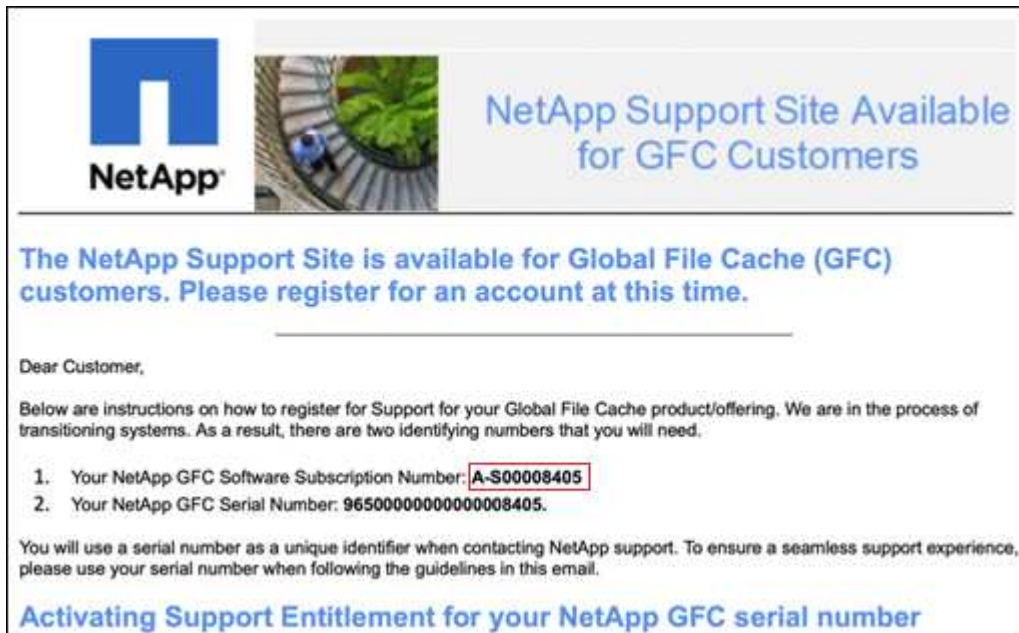 NetApp
NetApp Support Site Available
for GFC Customers
The NetApp Support Site is available for Global File Cache (GFC)
customers. Please register for an account at this time.
Dear Customer,
Below are instructions on how to register for Support for your Global File Cache product/offering. We are in the process of
transitioning systems. As a result, there are two identifying numbers that you will need.
1. Your NetApp GFC Software Subscription Number: A-S00008405
2. Your NetApp GFC Serial Number: 96500000000000008405.
You will use a serial number as a unique identifier when contacting NetApp support. To ensure a seamless support experience,
please use your serial number when following the guidelines in this email.
Activating Support Entitlement for your NetApp GFC serial number